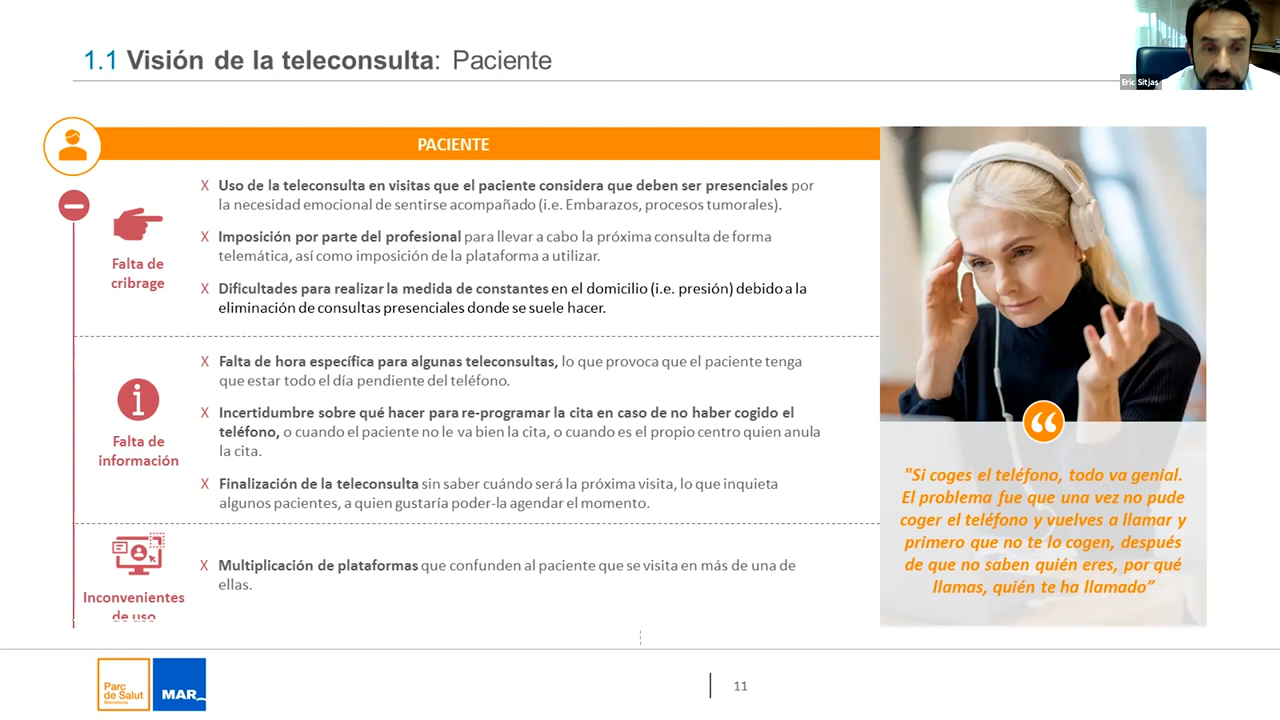 1.1 Visión de la teleconsulta: Paciente
Eric Sitjas
PACIENTE
Falta de
cribrage
X Uso de la teleconsulta en visitas que el paciente considera que deben ser presenciales por
la necesidad emocional de sentirse acompañado (i.e. Embarazos, procesos tumorales).
X Imposición por parte del profesional para llevar a cabo la próxima consulta de forma
telemática, así como imposición de la plataforma a utilizar.
X Dificultades para realizar la medida de constantes en el domicilio (i.e. presión) debido a la
eliminación de consultas presenciales donde se suele hacer.
Falta de
información
X Falta de hora específica para algunas teleconsultas, lo que provoca que el paciente tenga
que estar todo el día pendiente del teléfono.
X Incertidumbre sobre qué hacer para re-programar la cita en caso de no haber cogido el
teléfono, o cuando el paciente no le va bien la cita, o cuando es el propio centro quien anula
la cita.
X Finalización de la teleconsulta sin saber cuándo será la próxima visita, lo que inquieta
algunos pacientes, a quien gustaría poder-la agendar el momento.
Inconvenientes
de uso
X Multiplicación de plataformas que confunden al paciente que se visita en más de una de
ellas.
"Si coges el teléfono, todo va genial.
El problema fue que una vez no pude
coger el teléfono y vuelves a llamar y
primero que no te lo cogen, después
de que no saben quién eres, por qué
llamas, quién te ha llamado”
Parc
de Salut
Barcelona
MAR
11